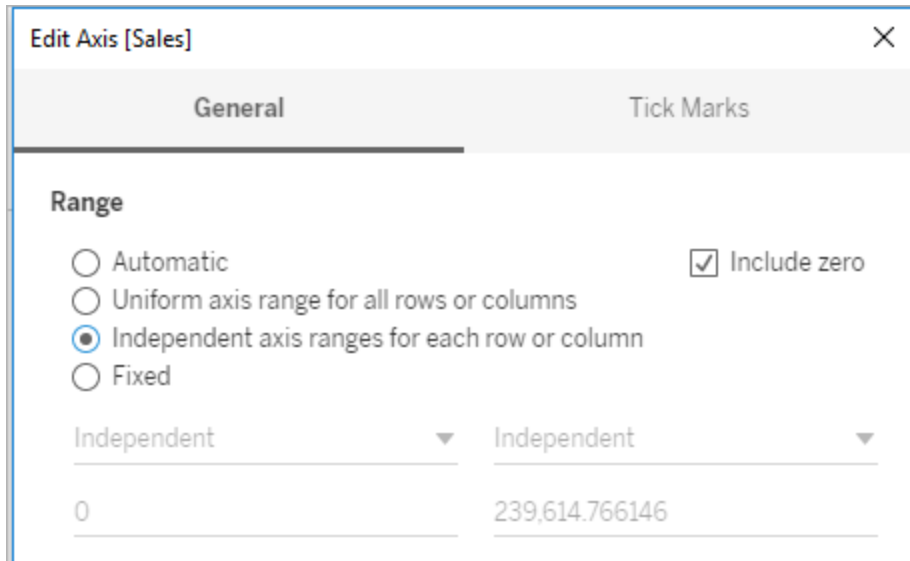 Edit Axis [Sales]
General Tick Marks
Range
Automatic Include zero
Uniform axis range for all rows or columns
Independent axis ranges for each row or column
Fixed
Independent Independent
0 239,614.766146